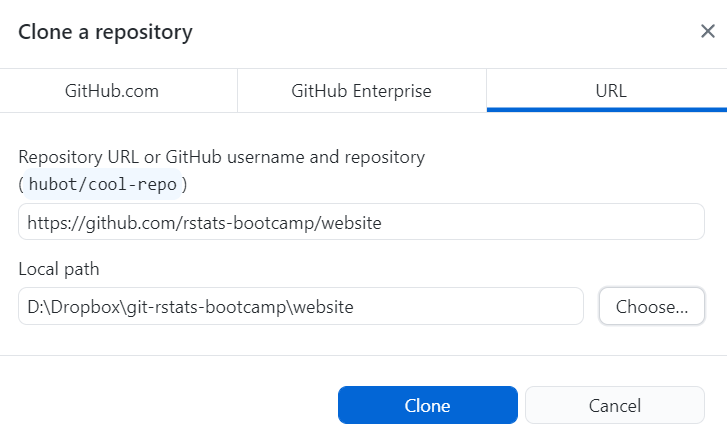 Clone a repository
GitHub.com
GitHub Enterprise
URL
Repository URL or GitHub username and repository
(hubot/cool-repo)
https://github.com/rstats-bootcamp/website
Local path
D:\Dropbox\git-rstats-bootcamp\website
Choose...
Clone
Cancel